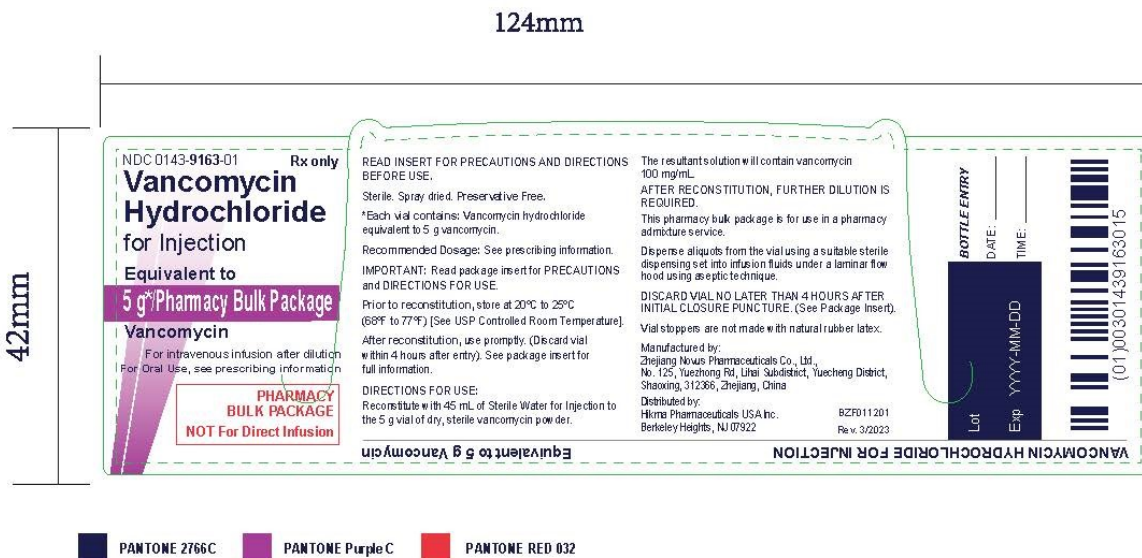 124mm
42mm
NDC 0143-9163-01 Rx only
Vancomycin
Hydrochloride
for Injection
Equivalent to
5 g*/Pharmacy Bulk Package
Vancomycin
For intravenous infusion after dilution
For Oral Use, see prescribing information
PHARMACY
BULK PACKAGE
NOT For Direct Infusion
READ INSERT FOR PRECAUTIONS AND DIRECTIONS
BEFORE USE.
Sterile. Spray dried. Preservative Free.
*Each vial contains: Vancomycin hydrochloride
equivalent to 5 g vancomycin.
Recommended Dosage: See prescribing information.
IMPORTANT: Read package insert for PRECAUTIONS
and DIRECTIONS FOR USE.
Prior to reconstitution, store at 20ºC to 25ºC
(68ºF to 77ºF) [See USP Controlled Room Temperature].
After reconstitution, use promptly. (Discard vial
within 4 hours after entry). See package insert for
full information.
DIRECTIONS FOR USE:
Reconstitute with 45 mL of Sterile Water for Injection to
the 5 g vial of dry, sterile vancomycin powder.
Equivalent to 5 g Vancomycin
The resultant solution will contain vancomycin
100 mg/mL.
AFTER RECONSTITUTION, FURTHER DILUTION IS
REQUIRED.
This pharmacy bulk package is for use in a pharmacy
admixture service.
Dispense aliquots from the vial using a suitable sterile
dispensing set into infusion fluids under a laminar flow
hood using aseptic technique.
DISCARD VIAL NO LATER THAN 4 HOURS AFTER
INITIAL CLOSURE PUNCTURE. (See Package Insert).
Vial stoppers are not made with natural rubber latex.
Manufactured by:
Zhejiang Novus Pharmaceuticals Co., Ltd.,
No. 125, Yuezhong Rd, Lihai Subdistrict, Yuecheng District,
Shaoxing, 312366, Zhejiang, China
Distributed by:
Hikma Pharmaceuticals USA Inc.
Berkeley Heights, NJ 07922
BZF011201
Rev. 3/2023
VANCOMYCIN HYDROCHLORIDE FOR INJECTION
BOTTLE ENTRY
DATE:
TIME:
Lot
Exp YYYY-MM-DD
(01)00301439163015
PANTONE 2766C
PANTONE Purple C
PANTONE RED 032